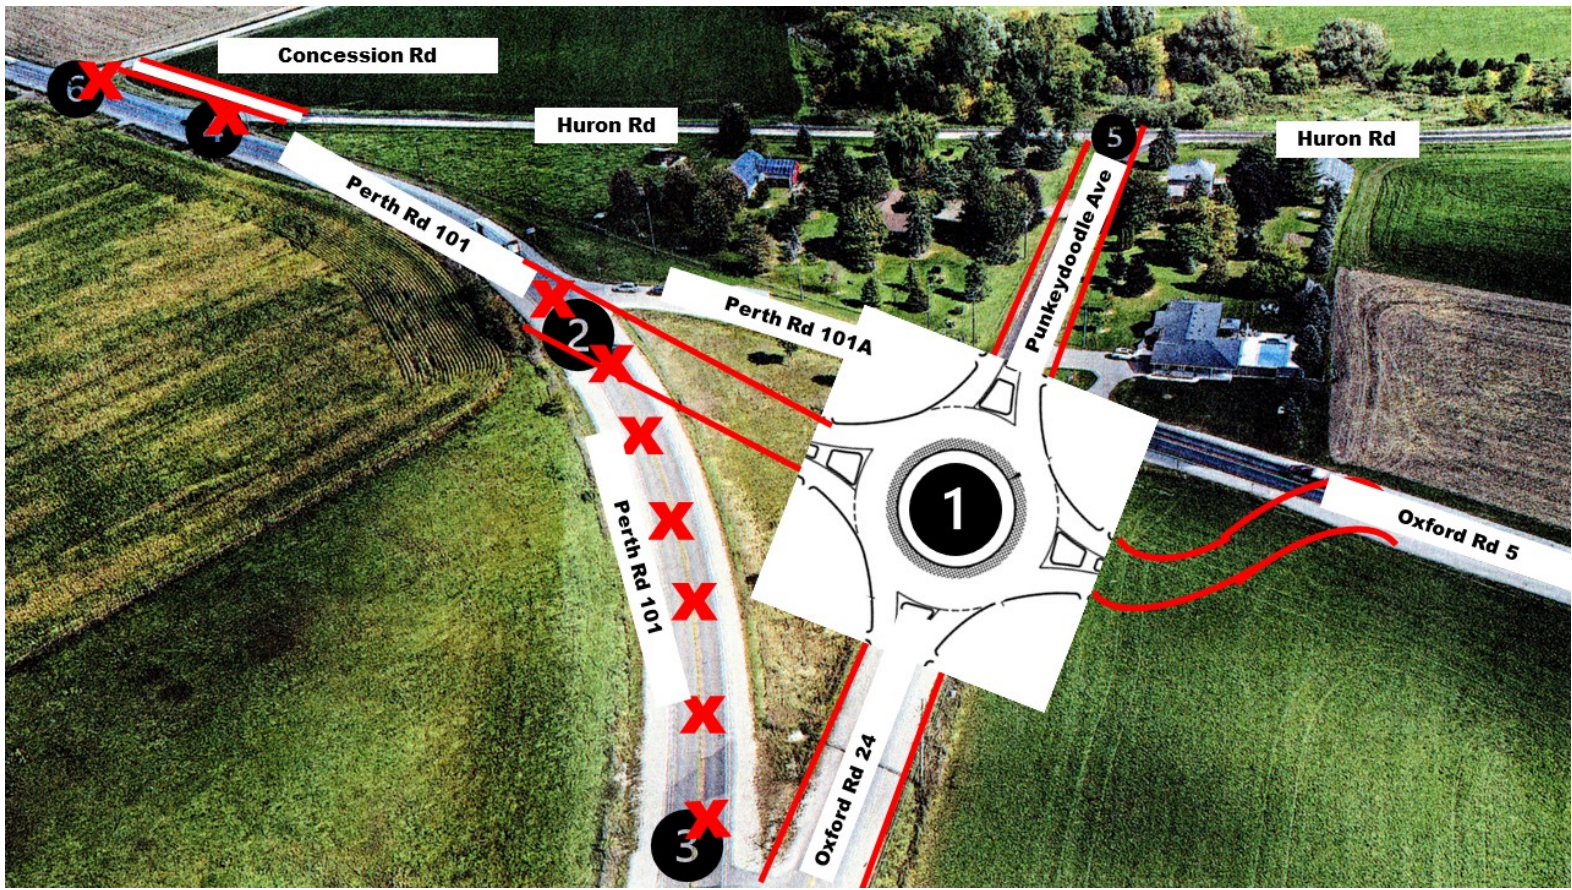 Concession Rd
6
4
Huron Rd
5
Huron Rd
Perth Rd 101
Punkeydoodle Ave
2
Perth Rd 101A
1
Oxford Rd 5
Perth Rd 101
Oxford Rd 24
3